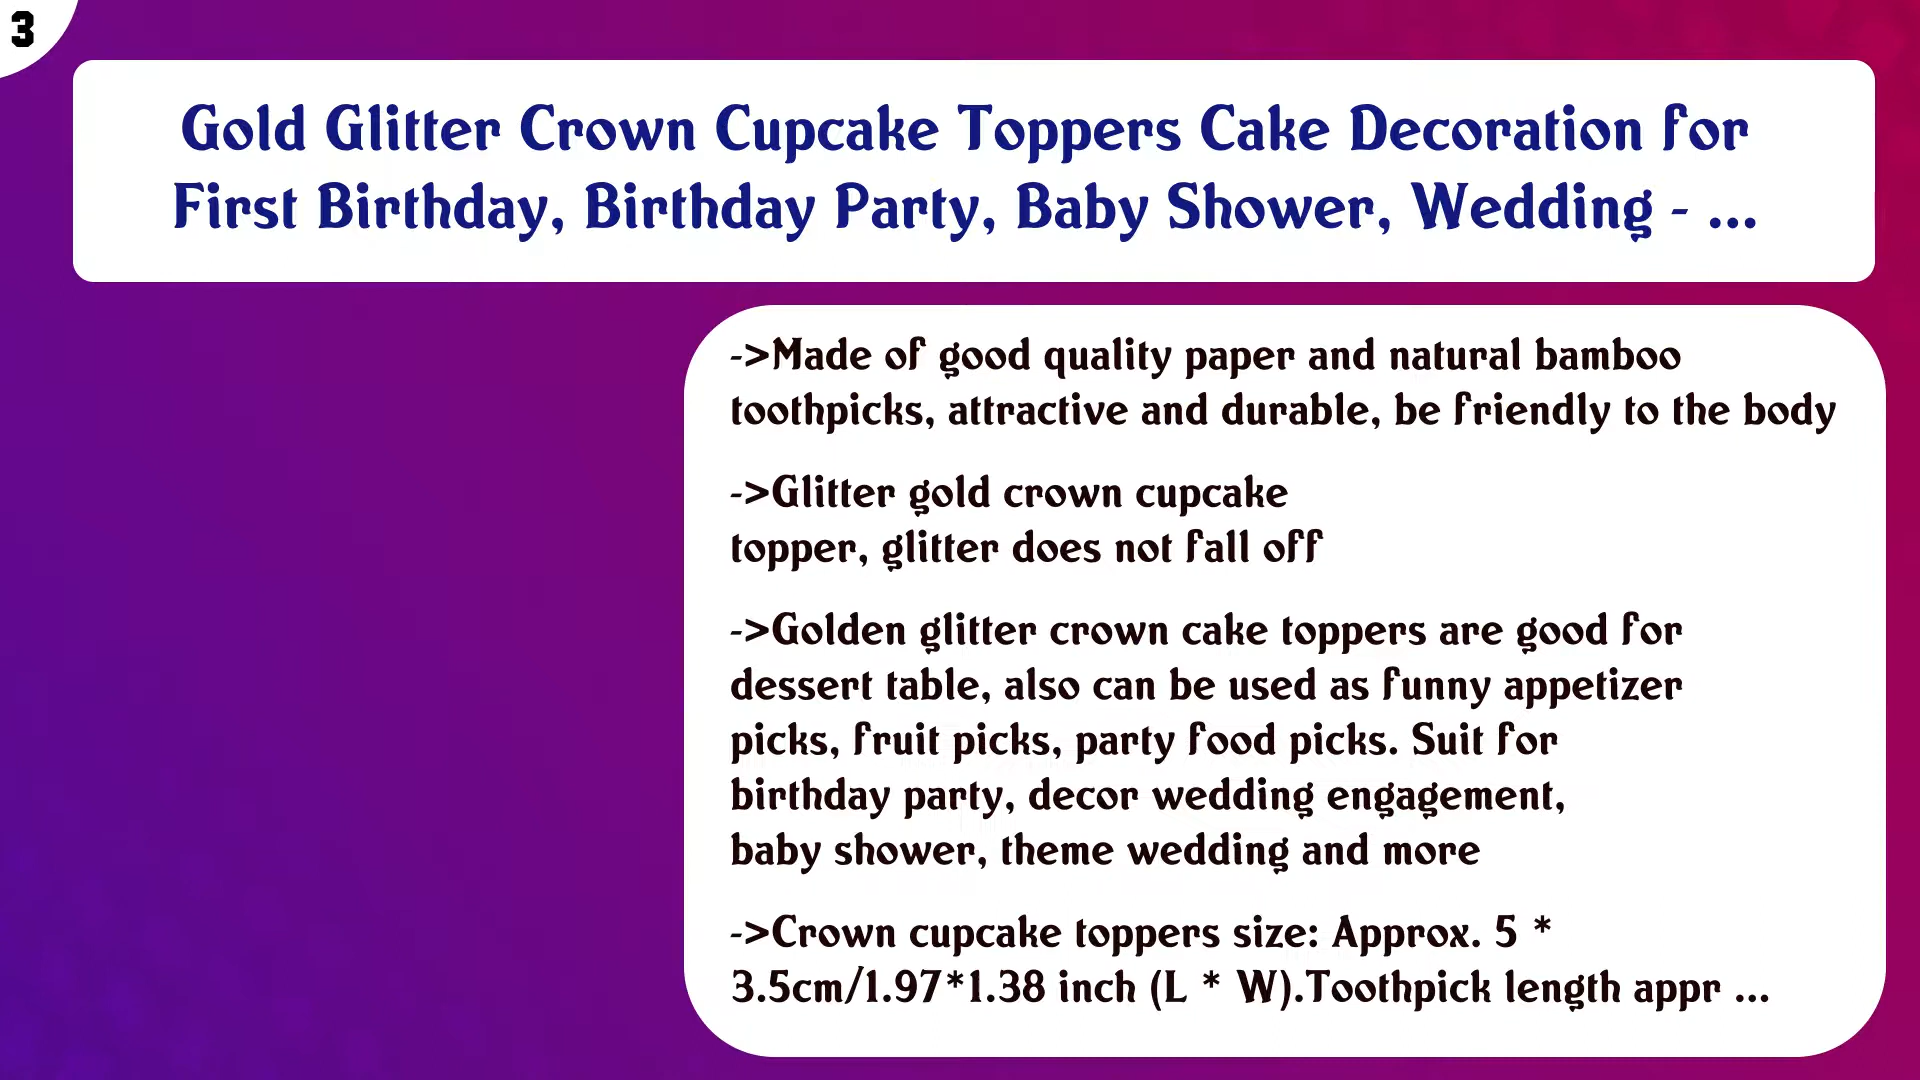 3
Gold Glitter Crown Cupcake Toppers Cake Decoration for
First Birthday, Birthday Party, Baby Shower, Wedding - ...
->Made of good quality paper and natural bamboo
toothpicks, attractive and durable, be friendly to the body
->Glitter gold crown cupcake
topper, glitter does not fall off
->Golden glitter crown cake toppers are good for
dessert table, also can be used as funny appetizer
picks, fruit picks, party food picks. Suit for
birthday party, decor wedding engagement,
baby shower, theme wedding and more
->Crown cupcake toppers size: Approx. 5 *
3.5cm/1.97*1.38 inch (L * W).Toothpick length appr ...